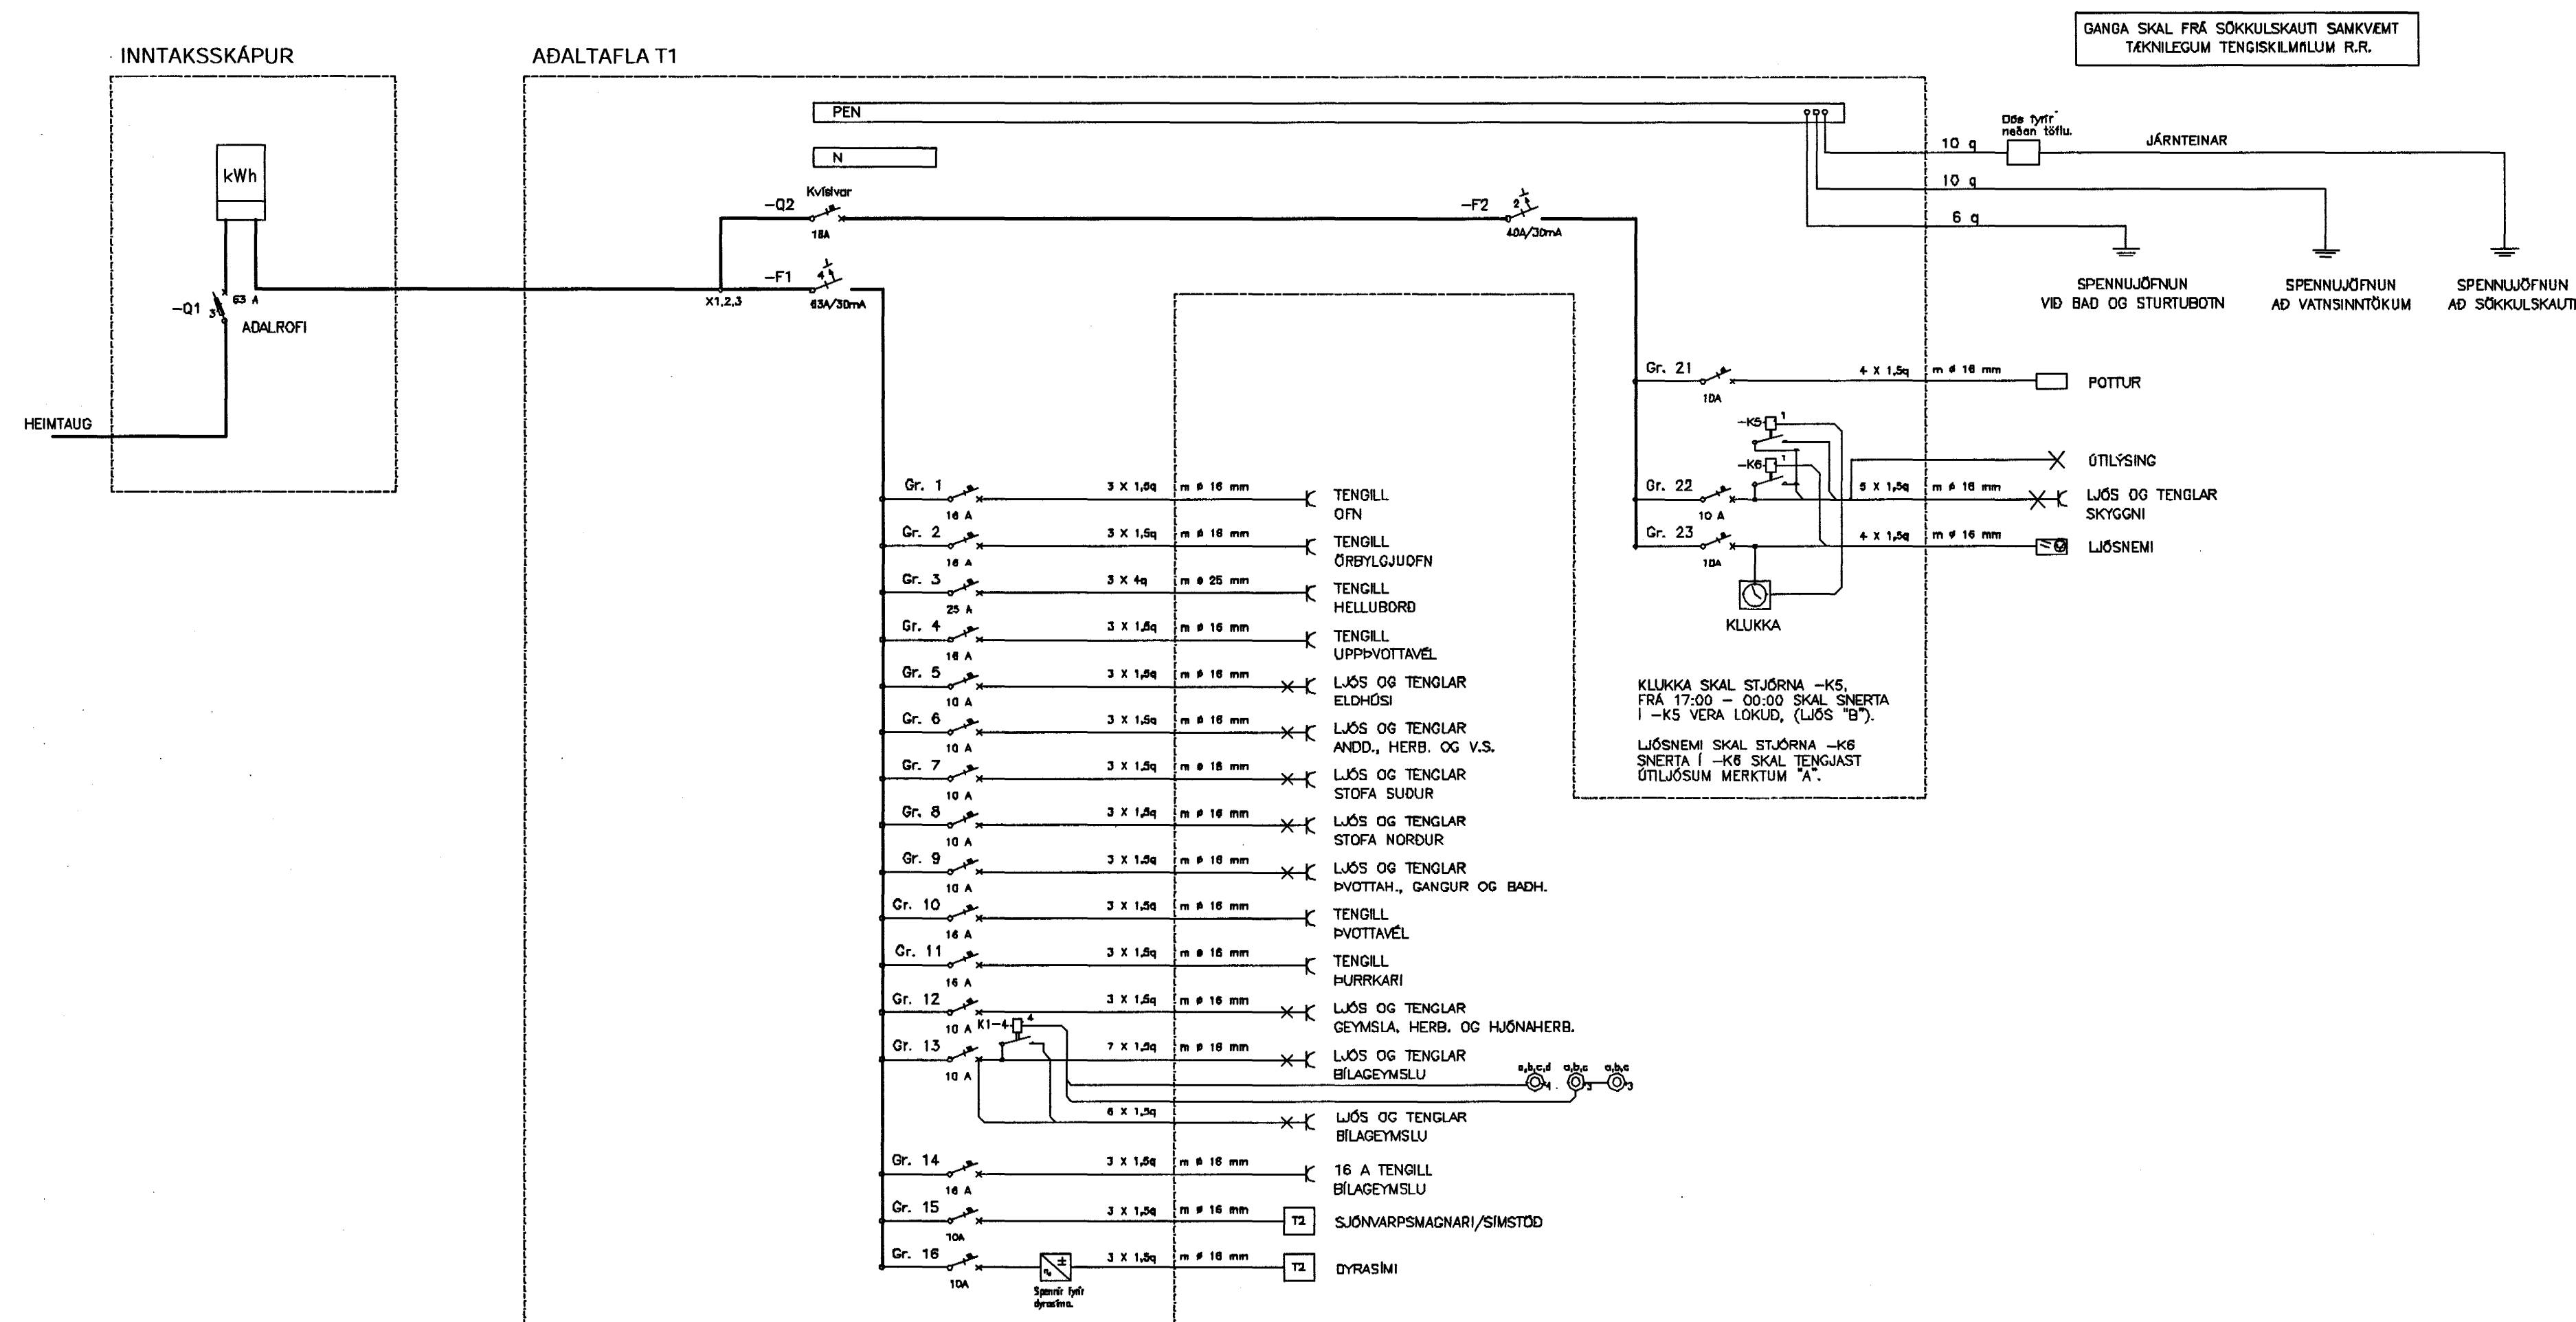 GANGA SKAL FRÁ SÖKKULSKAUTI SAMKVÆMT
TÆKNILEGUM TENGISKILMÁLUM R.R.
INNTAKSSKÁPUR
kWh
-Q1
3
63 A
AÐALROFI
HEIMTAUG
AÐALTAFLA T1
PEN
N
-Q2
Kvíslvar
16A
-F2
2
40A/30mA
-F1
4
63A/30mA
X1,2,3
10 q
Dós fyrir
neðan töflu.
JÁRNTEINAR
10 q
6 q
SPENNUJÖFNUN
VIÐ BAÐ OG STURTUBOTN
SPENNUJÖFNUN
AÐ VATNSINNTÖKUM
SPENNUJÖFNUN
AÐ SÖKKULSKAUTI
Gr. 1
16 A
3 X 1,5q
m ø 16 mm
TENGILL
OFN
Gr. 2
16 A
3 X 1,5q
m ø 16 mm
TENGILL
ÖRBYLGJUOFN
Gr. 3
25 A
3 X 4q
m ø 25 mm
TENGILL
HELLUBORÐ
Gr. 4
16 A
3 X 1,5q
m ø 16 mm
TENGILL
UPPÞVOTTAVÉL
Gr. 5
10 A
3 X 1,5q
m ø 16 mm
LJÓS OG TENGLAR
ELDHÚSI
Gr. 6
10 A
3 X 1,5q
m ø 16 mm
LJÓS OG TENGLAR
ANDD., HERB. OG V.S.
Gr. 7
10 A
3 X 1,5q
m ø 16 mm
LJÓS OG TENGLAR
STOFA SUÐUR
Gr. 8
10 A
3 X 1,5q
m ø 16 mm
LJÓS OG TENGLAR
STOFA NORÐUR
Gr. 9
10 A
3 X 1,5q
m ø 16 mm
LJÓS OG TENGLAR
ÞVOTTAH., GANGUR OG BAÐH.
Gr. 10
16 A
3 X 1,5q
m ø 16 mm
TENGILL
ÞVOTTAVÉL
Gr. 11
16 A
3 X 1,5q
m ø 16 mm
TENGILL
ÞURRKARI
Gr. 12
10 A
3 X 1,5q
m ø 16 mm
LJÓS OG TENGLAR
GEYMSLA, HERB. OG HJÓNAHERB.
K1-4
4
Gr. 13
10 A
7 X 1,5q
m ø 16 mm
LJÓS OG TENGLAR
BÍLAGEYMSLU
a,b,c,d
4
a,b,c
3
a,b,c
3
6 X 1,5q
LJÓS OG TENGLAR
BÍLAGEYMSLU
Gr. 14
16 A
3 X 1,5q
m ø 16 mm
16 A TENGILL
BÍLAGEYMSLU
Gr. 15
10A
3 X 1,5q
m ø 16 mm
T2
SJÓNVARPSMAGNARI/SÍMSTÖÐ
Gr. 16
10A
Spennir fyrir
dyrasíma.
3 X 1,5q
m ø 16 mm
T2
DYRASÍMI
Gr. 21
10A
4 X 1,5q
m ø 16 mm
POTTUR
-K5
1
-K6
1
ÚTILÝSING
Gr. 22
10 A
5 X 1,5q
m ø 16 mm
LJÓS OG TENGLAR
SKYGGNI
Gr. 23
10A
4 X 1,5q
m ø 16 mm
LJÓSNEMI
KLUKKA
KLUKKA SKAL STJÓRNA -K5,
FRÁ 17:00 - 00:00 SKAL SNERTA
Í -K5 VERA LOKUÐ, (LJÓS "B").
LJÓSNEMI SKAL STJÓRNA -K6
SNERTA Í -K6 SKAL TENGJAST
ÚTILJÓSUM MERKTUM "A".